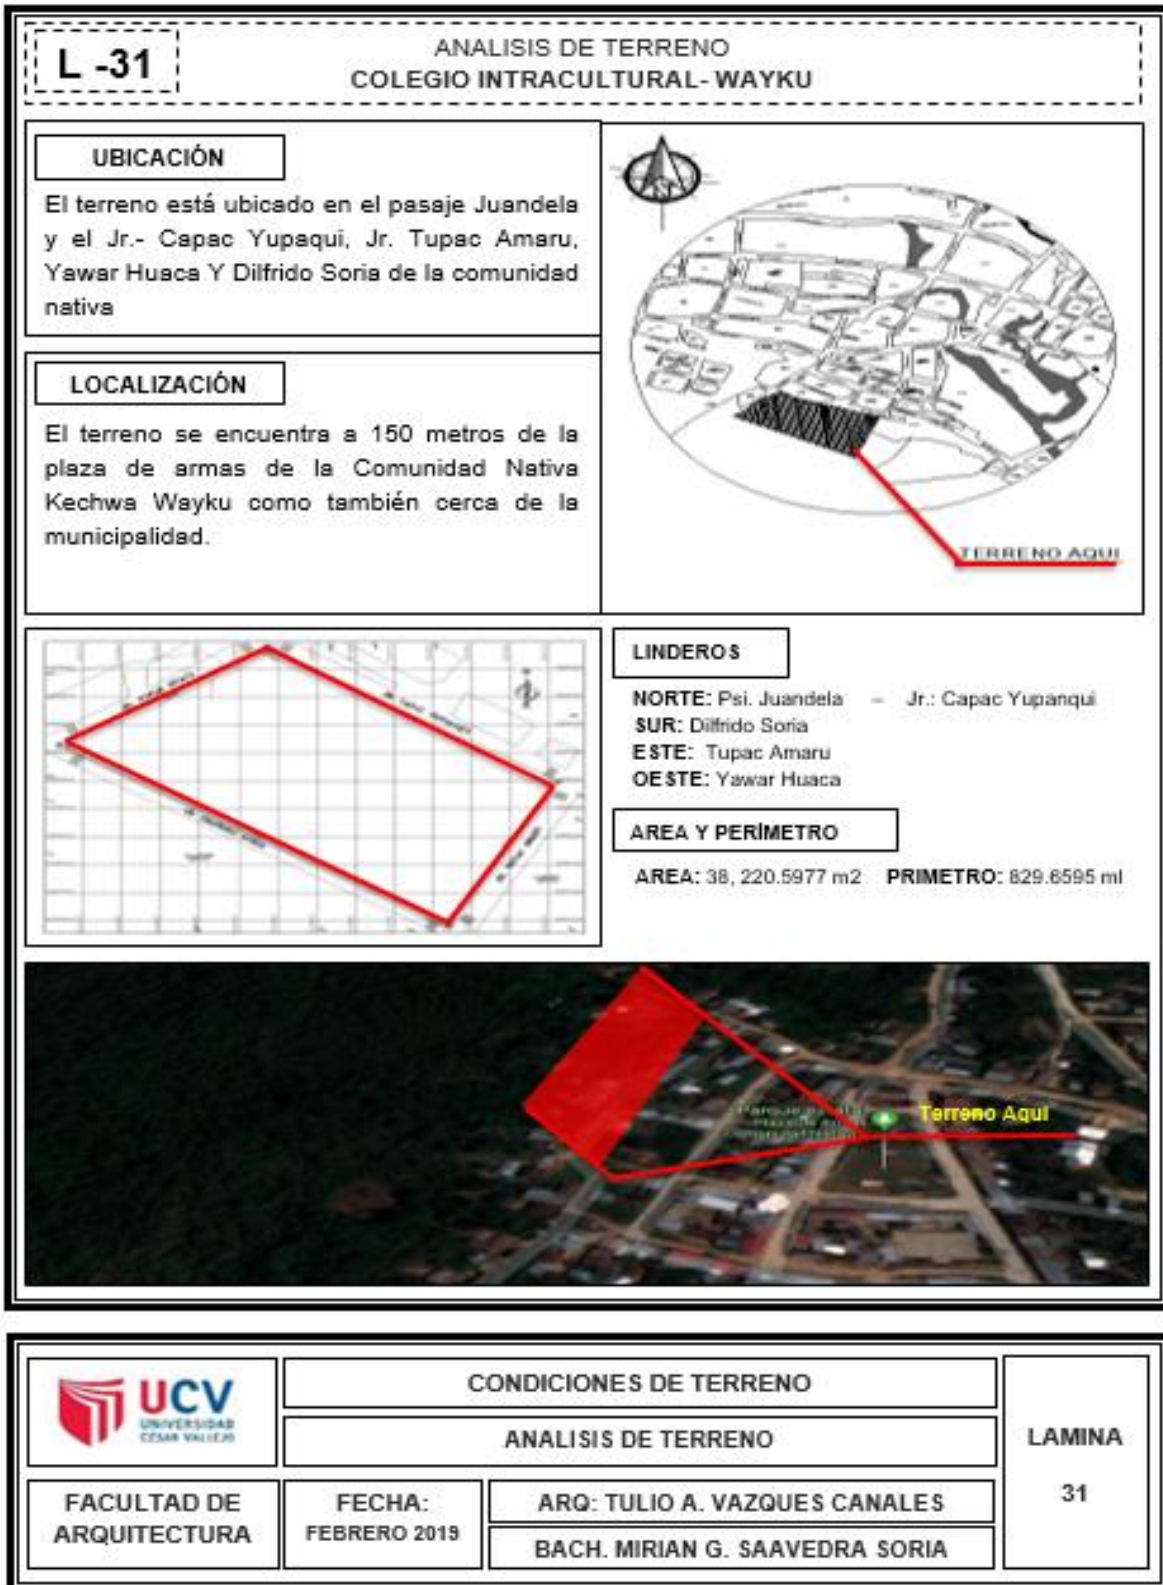 L -31
ANALISIS DE TERRENO
COLEGIO INTRACULTURAL- WAYKU
UBICACIÓN
El terreno está ubicado en el pasaje Juandela
y el Jr.- Capac Yupaqui, Jr. Tupac Amaru,
Yawar Huaca Y Dilfrido Soria de la comunidad
nativa
LOCALIZACIÓN
El terreno se encuentra a 150 metros de la
plaza de armas de la Comunidad Nativa
Kechwa Wayku como también cerca de la
municipalidad.
TERRENO AQUI
LINDEROS
NORTE: Psi. Juandela – Jr.: Capac Yupanqui
SUR: Dilfrido Soria
ESTE: Tupac Amaru
OESTE: Yawar Huaca
AREA Y PERÍMETRO
AREA: 38, 220.5977 m2 PRIMETRO: 829.6595 ml
Terreno Aqui
UCV
UNIVERSIDAD
CÉSAR VALLEJO
CONDICIONES DE TERRENO
ANALISIS DE TERRENO
LAMINA
31
FACULTAD DE
ARQUITECTURA
FECHA:
FEBRERO 2019
ARQ: TULIO A. VAZQUES CANALES
BACH. MIRIAN G. SAAVEDRA SORIA